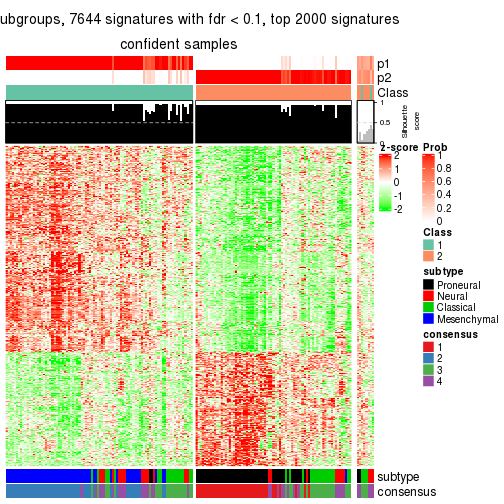 ubgroups, 7644 signatures with fdr < 0.1, top 2000 signatures
confident samples
p1
p2
Class
1
0.5
0
Silhouette
score
z-score
2
1
0
-1
-2
Prob
1
0.8
0.6
0.4
0.2
0
Class
1
2
subtype
Proneural
Neural
Classical
Mesenchymal
consensus
1
2
3
4
subtype
consensus